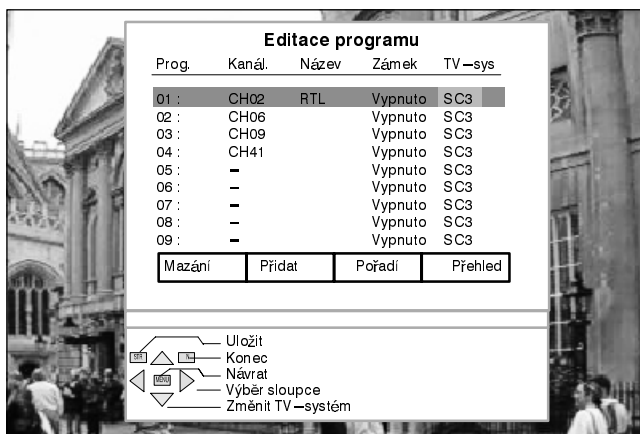 Editace programu
Prog. Kanál. Název Zámek TV–sys
01 : CH02 RTL Vypnuto SC3
02 : CH06 Vypnuto SC3
03 : CH09 Vypnuto SC3
04 : CH41 Vypnuto SC3
05 : – Vypnuto SC3
06 : – Vypnuto SC3
07 : – Vypnuto SC3
08 : – Vypnuto SC3
09 : – Vypnuto SC3
Mazání Přidat Pořadí Přehled
Uložit
STR
Konec
Návrat
MENU
Výběr sloupce
Změnit TV–systém